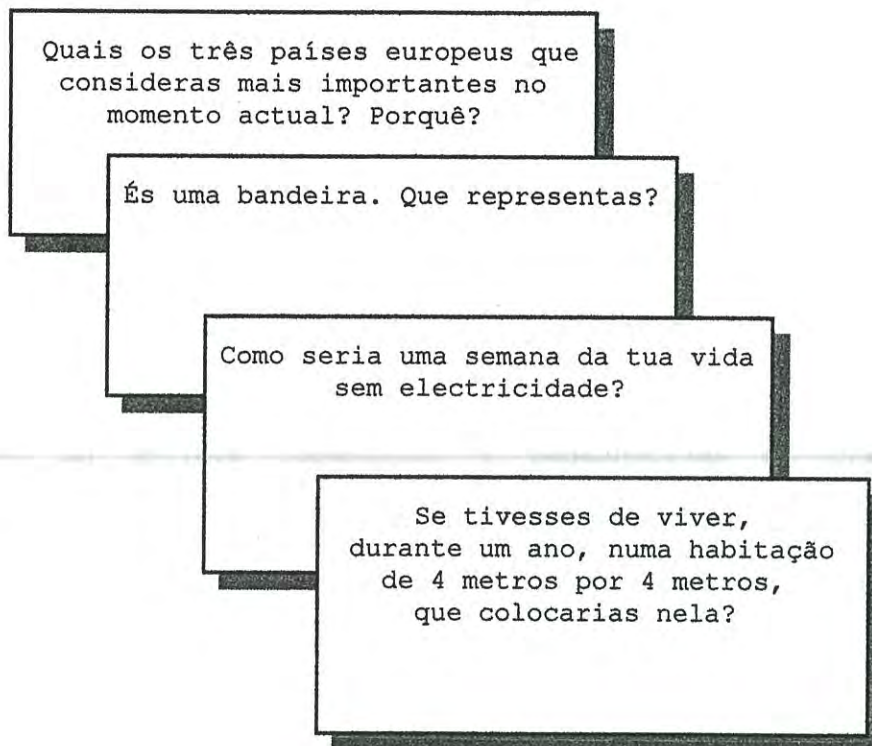 Quais os três países europeus que
consideras mais importantes no
momento actual? Porquê?
És uma bandeira. Que representas?
Como seria uma semana da tua vida
sem electricidade?
Se tivesses de viver,
durante um ano, numa habitação
de 4 metros por 4 metros,
que colocarias nela?